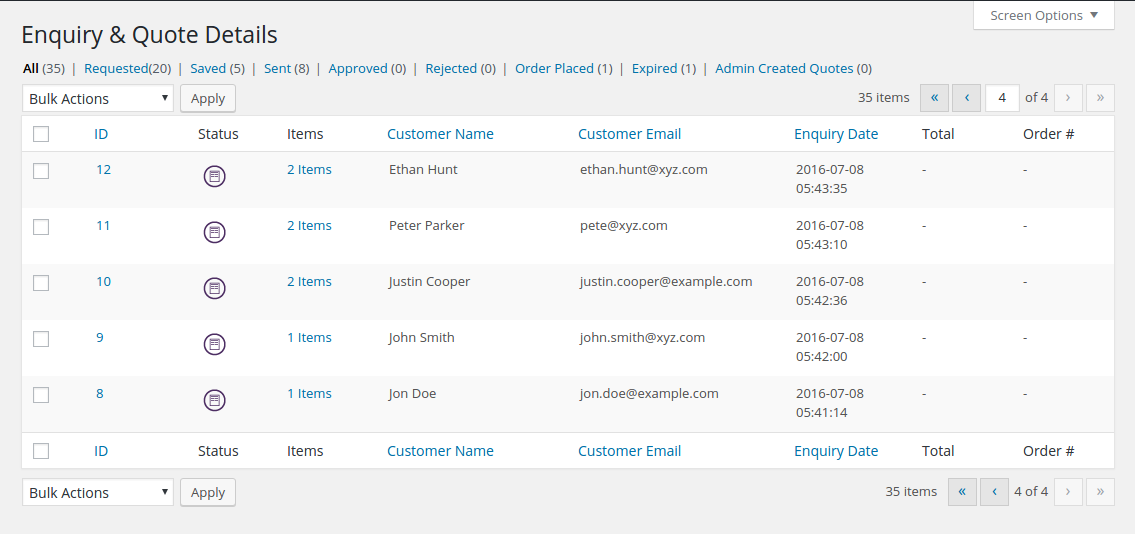 Screen Options
Enquiry & Quote Details
All (35) | Requested(20) | Saved (5) | Sent (8) | Approved (0) | Rejected (0) | Order Placed (1) | Expired (1) | Admin Created Quotes (0)
Bulk Actions Apply 35 items « ‹ 4 of 4 › »
ID Status Items Customer Name Customer Email Enquiry Date Total Order #
12 2 Items Ethan Hunt ethan.hunt@xyz.com 2016-07-08 - -
05:43:35
11 2 Items Peter Parker pete@xyz.com 2016-07-08 - -
05:43:10
10 2 Items Justin Cooper justin.cooper@example.com 2016-07-08 - -
05:42:36
9 1 Items John Smith john.smith@xyz.com 2016-07-08 - -
05:42:00
8 1 Items Jon Doe jon.doe@example.com 2016-07-08 - -
05:41:14
ID Status Items Customer Name Customer Email Enquiry Date Total Order #
Bulk Actions Apply 35 items « ‹ 4 of 4 › »